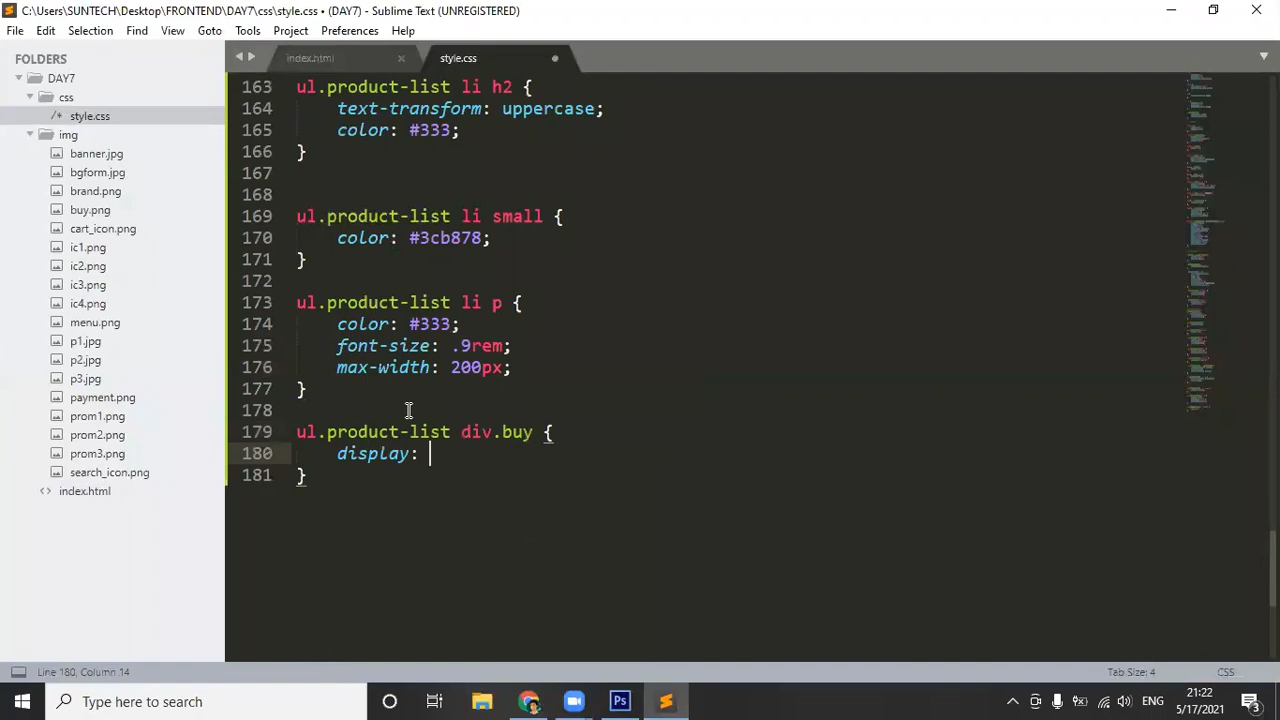 C:\Users\SUNTECH\Desktop\FRONTEND\DAY7\css\style.css • (DAY7) - Sublime Text (UNREGISTERED)
File Edit Selection Find View Goto Tools Project Preferences Help
FOLDERS
DAY7
css
/* style.css
img
banner.jpg
bgform.jpg
brand.png
buy.png
cart_icon.png
ic1.png
ic2.png
ic3.png
ic4.png
menu.png
p1.jpg
p2.jpg
p3.jpg
payment.png
prom1.png
prom2.png
prom3.png
search_icon.png
<> index.html
index.html
style.css
163 ul.product-list li h2 {
164 text-transform: uppercase;
165 color: #333;
166 }
167
168
169 ul.product-list li small {
170 color: #3cb878;
171 }
172
173 ul.product-list li p {
174 color: #333;
175 font-size: .9rem;
176 max-width: 200px;
177 }
178
179 ul.product-list div.buy {
180 display:
181 }
Line 180, Column 14
Tab Size: 4
CSS
Type here to search
ENG
21:22
5/17/2021
3